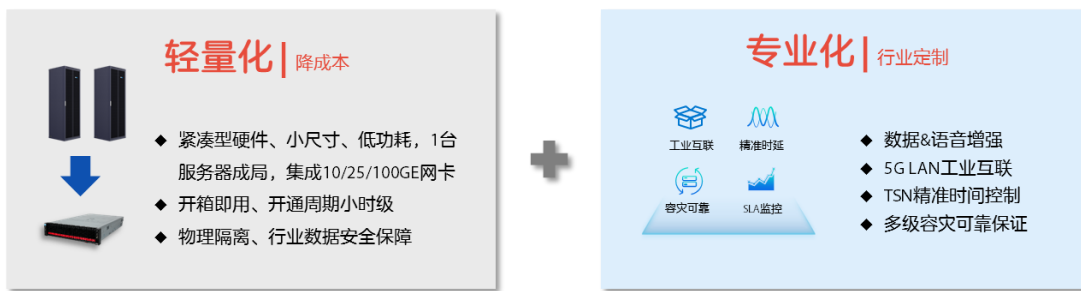 轻量化| 降成本
◆ 紧凑型硬件、小尺寸、低功耗，1台
服务器成局，集成10/25/100GE网卡
◆ 开箱即用、开通周期小时级
◆ 物理隔离、行业数据安全保障
专业化| 行业定制
工业互联 精准时延
容灾可靠 SLA监控
◆ 数据&语音增强
◆ 5G LAN工业互联
◆ TSN精准时间控制
◆ 多级容灾可靠保证